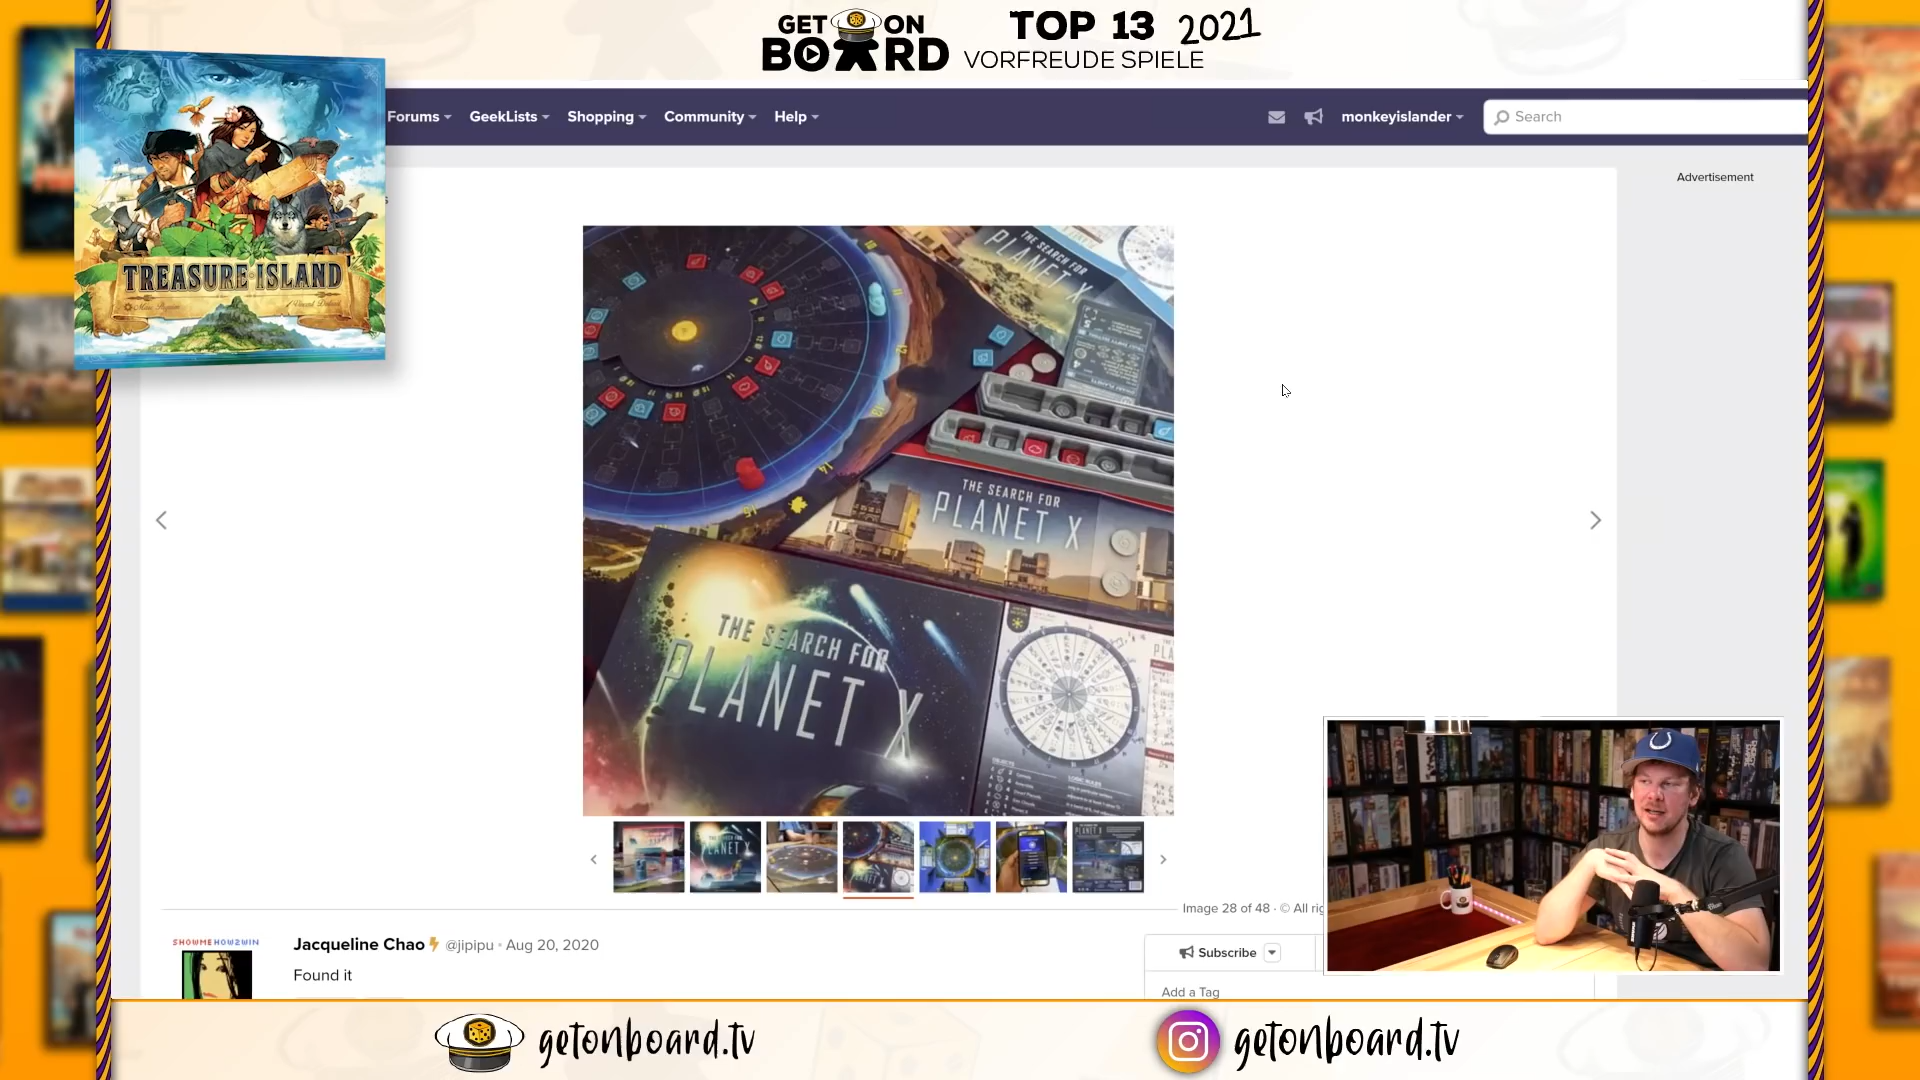 GET ON
BOARD
TOP 13 2021
VORFREUDE SPIELE
Forums
GeekLists
Shopping
Community
Help
monkeyislander
Search
Advertisement
TREASURE ISLAND
THE SEARCH FOR
PLANET X
THE SEARCH FOR
PLANET X
THE SEARCH FOR
PLANET X
PLANET X
Image 28 of 48 · © All rig
SHOWMEHOW2WIN
Jacqueline Chao @jipipu · Aug 20, 2020
Found it
Subscribe
Add a Tag
getonboard.tv
getonboard.tv